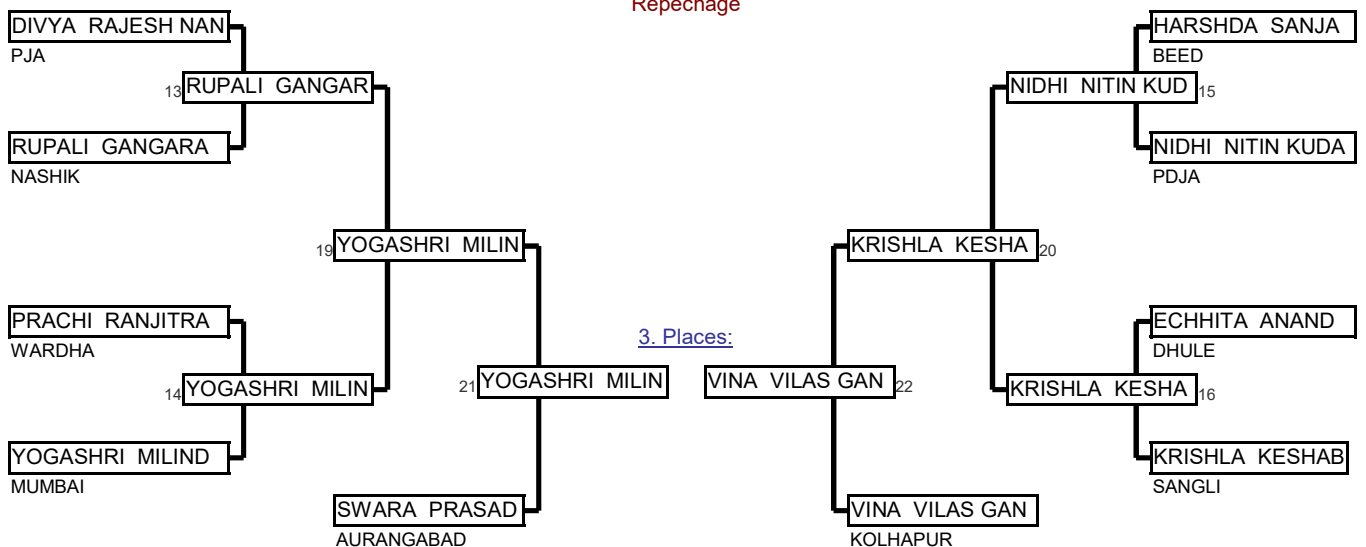 Repechage
DIVYA RAJESH NAN
PJA
13 RUPALI GANGAR
RUPALI GANGARA
NASHIK
19 YOGASHRI MILIN
PRACHI RANJITRA
WARDHA
14 YOGASHRI MILIN
YOGASHRI MILIND
MUMBAI
21 YOGASHRI MILIN
SWARA PRASAD
AURANGABAD
3. Places:
HARSHDA SANJA
BEED
NIDHI NITIN KUD 15
NIDHI NITIN KUDA
PDJA
KRISHLA KESHA 20
ECHHITA ANAND
DHULE
KRISHLA KESHA 16
KRISHLA KESHAB
SANGLI
VINA VILAS GAN 22
VINA VILAS GAN
KOLHAPUR